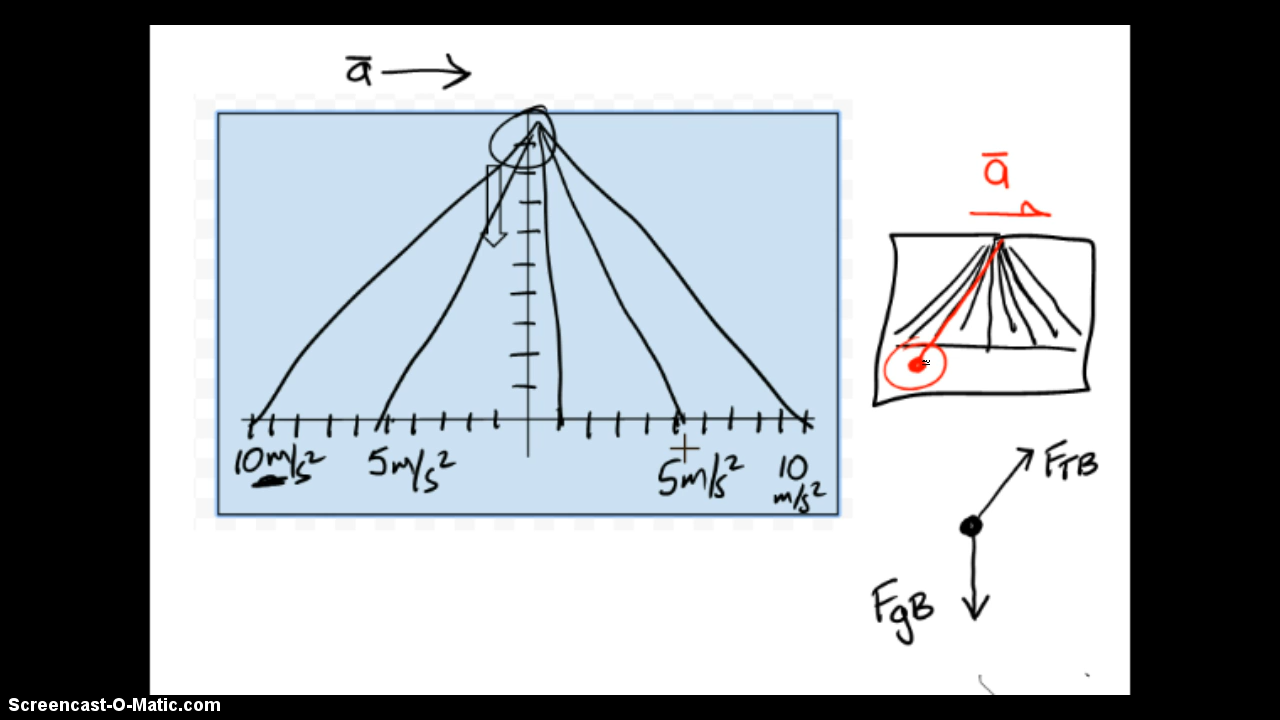 a̅
10m/s²
5m/s²
5m/s²
10
m/s²
a̅
FTB
FgB
Screencast-O-Matic.com